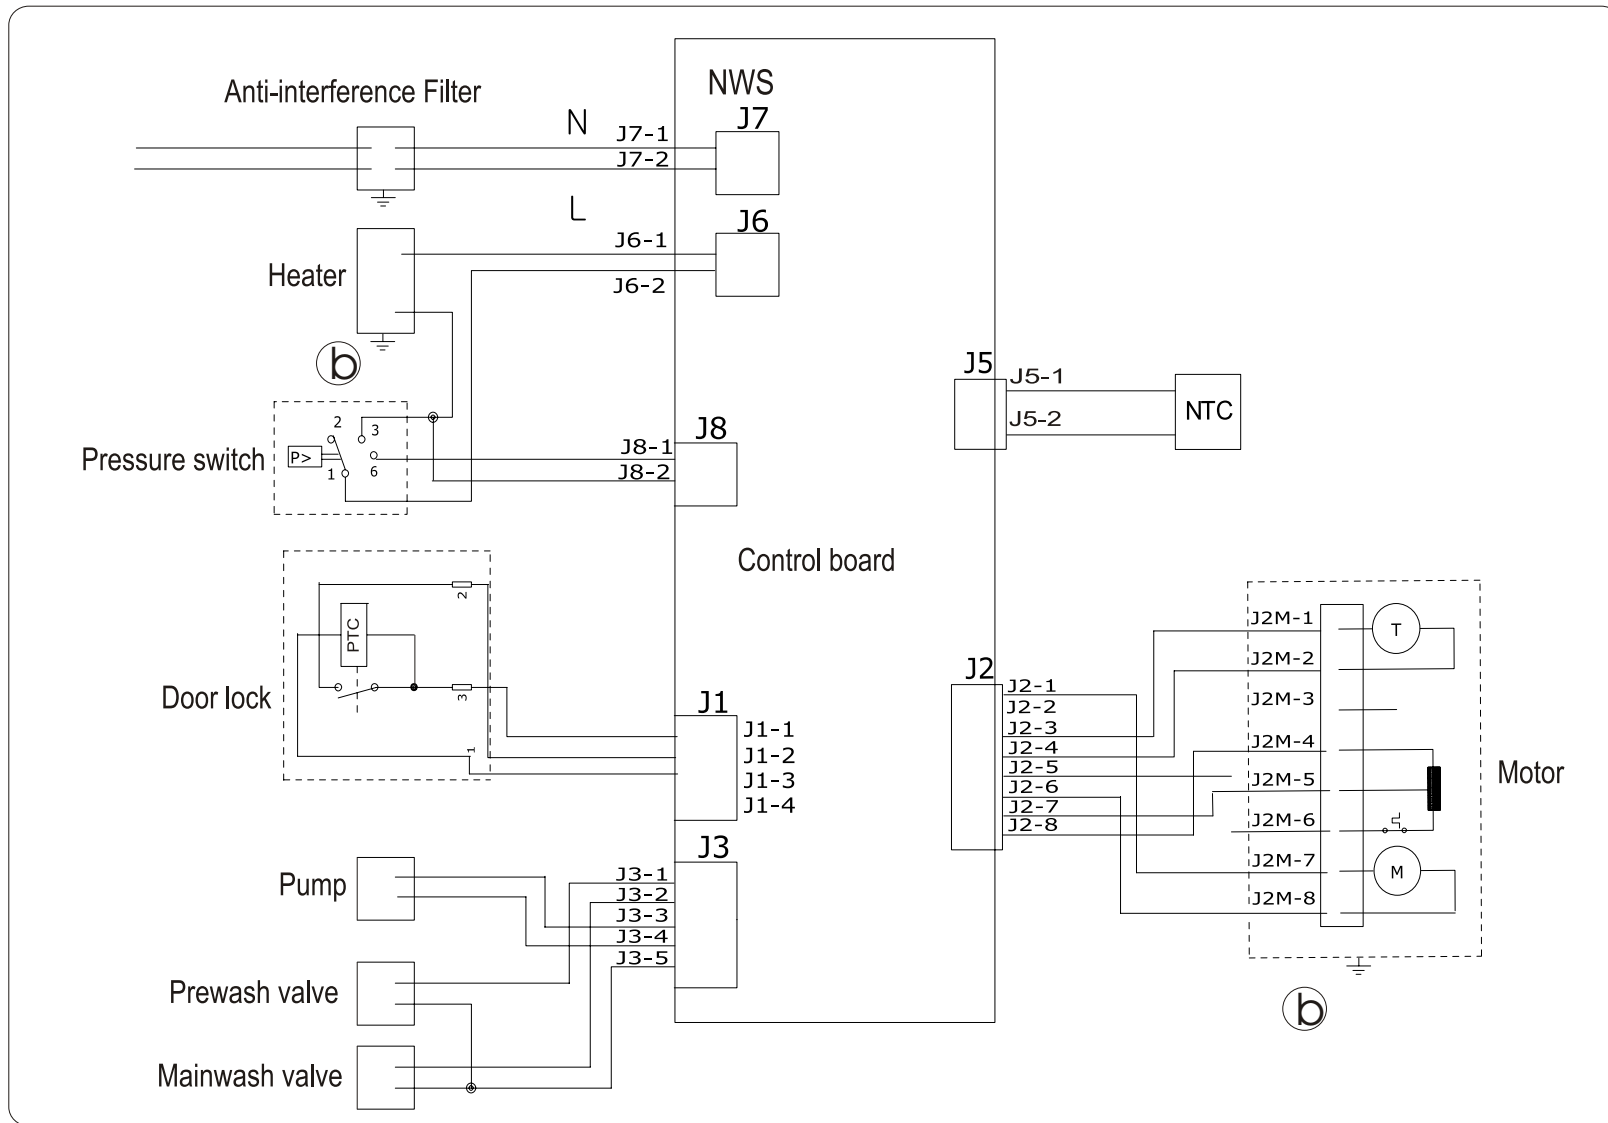 Anti-interference Filter
N
L
NWS
J7
J7-1
J7-2
J6
J6-1
J6-2
Heater
b
Pressure switch
P>
2
3
1
6
J8
J8-1
J8-2
Control board
J5
J5-1
J5-2
NTC
Door lock
PTC
2
3
1
J1
J1-1
J1-2
J1-3
J1-4
J2
J2-1
J2-2
J2-3
J2-4
J2-5
J2-6
J2-7
J2-8
J2M-1
J2M-2
J2M-3
J2M-4
J2M-5
J2M-6
J2M-7
J2M-8
T
M
Motor
b
J3
J3-1
J3-2
J3-3
J3-4
J3-5
Pump
Prewash valve
Mainwash valve